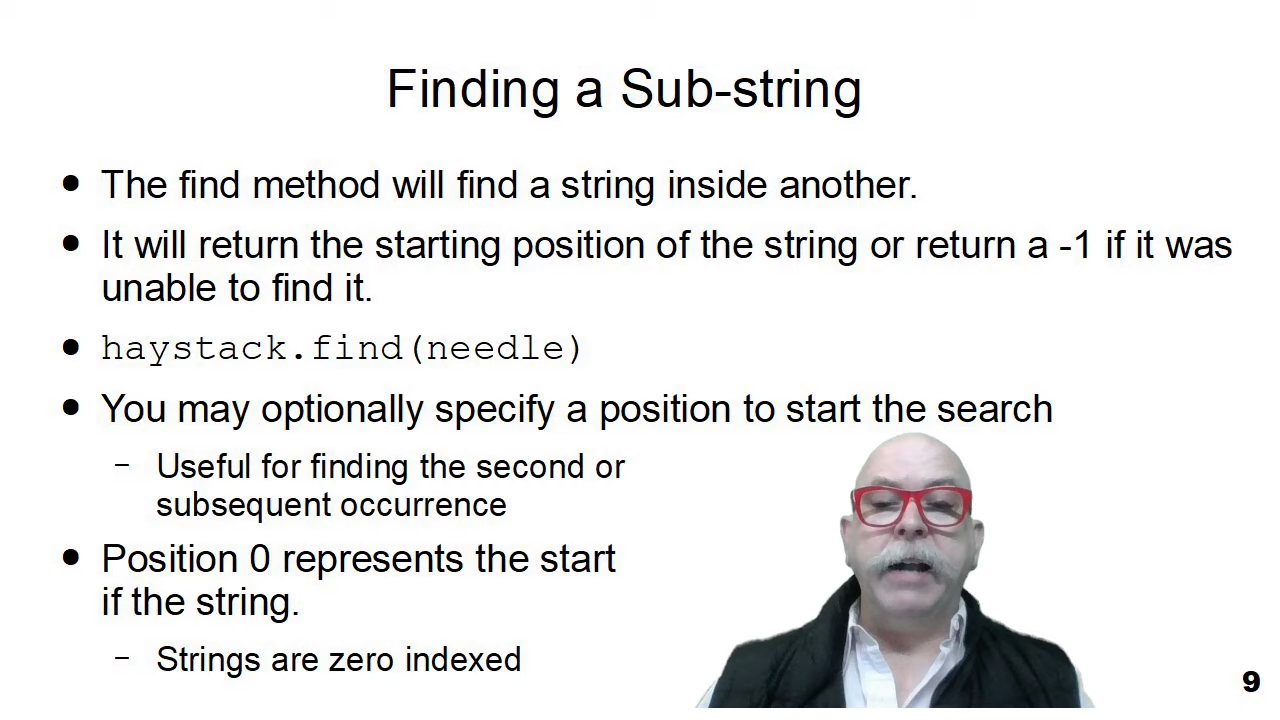 Finding a Sub-string
● The find method will find a string inside another.
● It will return the starting position of the string or return a -1 if it was
unable to find it.
● haystack.find(needle)
● You may optionally specify a position to start the search
– Useful for finding the second or
subsequent occurrence
● Position 0 represents the start
if the string.
– Strings are zero indexed
9